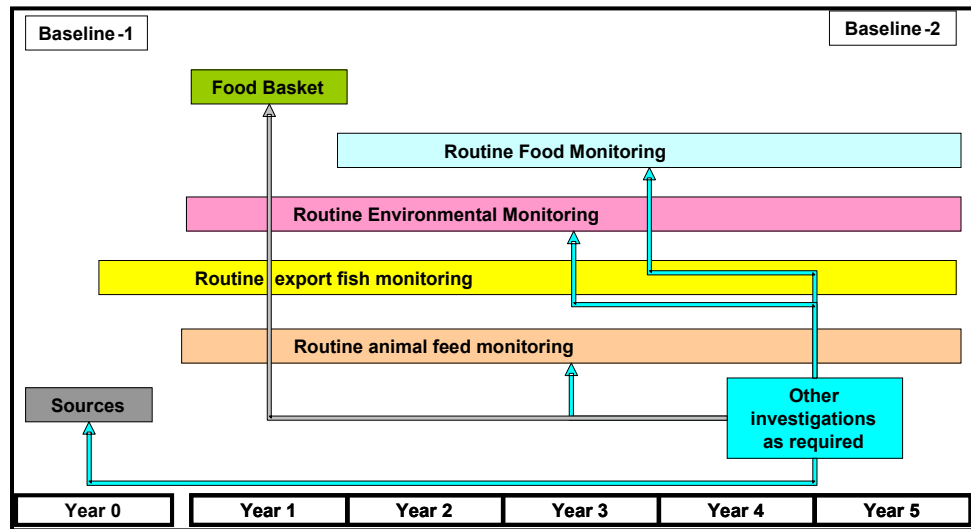 Baseline -1
Baseline -2
Food Basket
Routine Food Monitoring
Routine Environmental Monitoring
Routine export fish monitoring
Routine animal feed monitoring
Sources
Other
investigations
as required
Year 0
Year 1
Year 2
Year 3
Year 4
Year 5